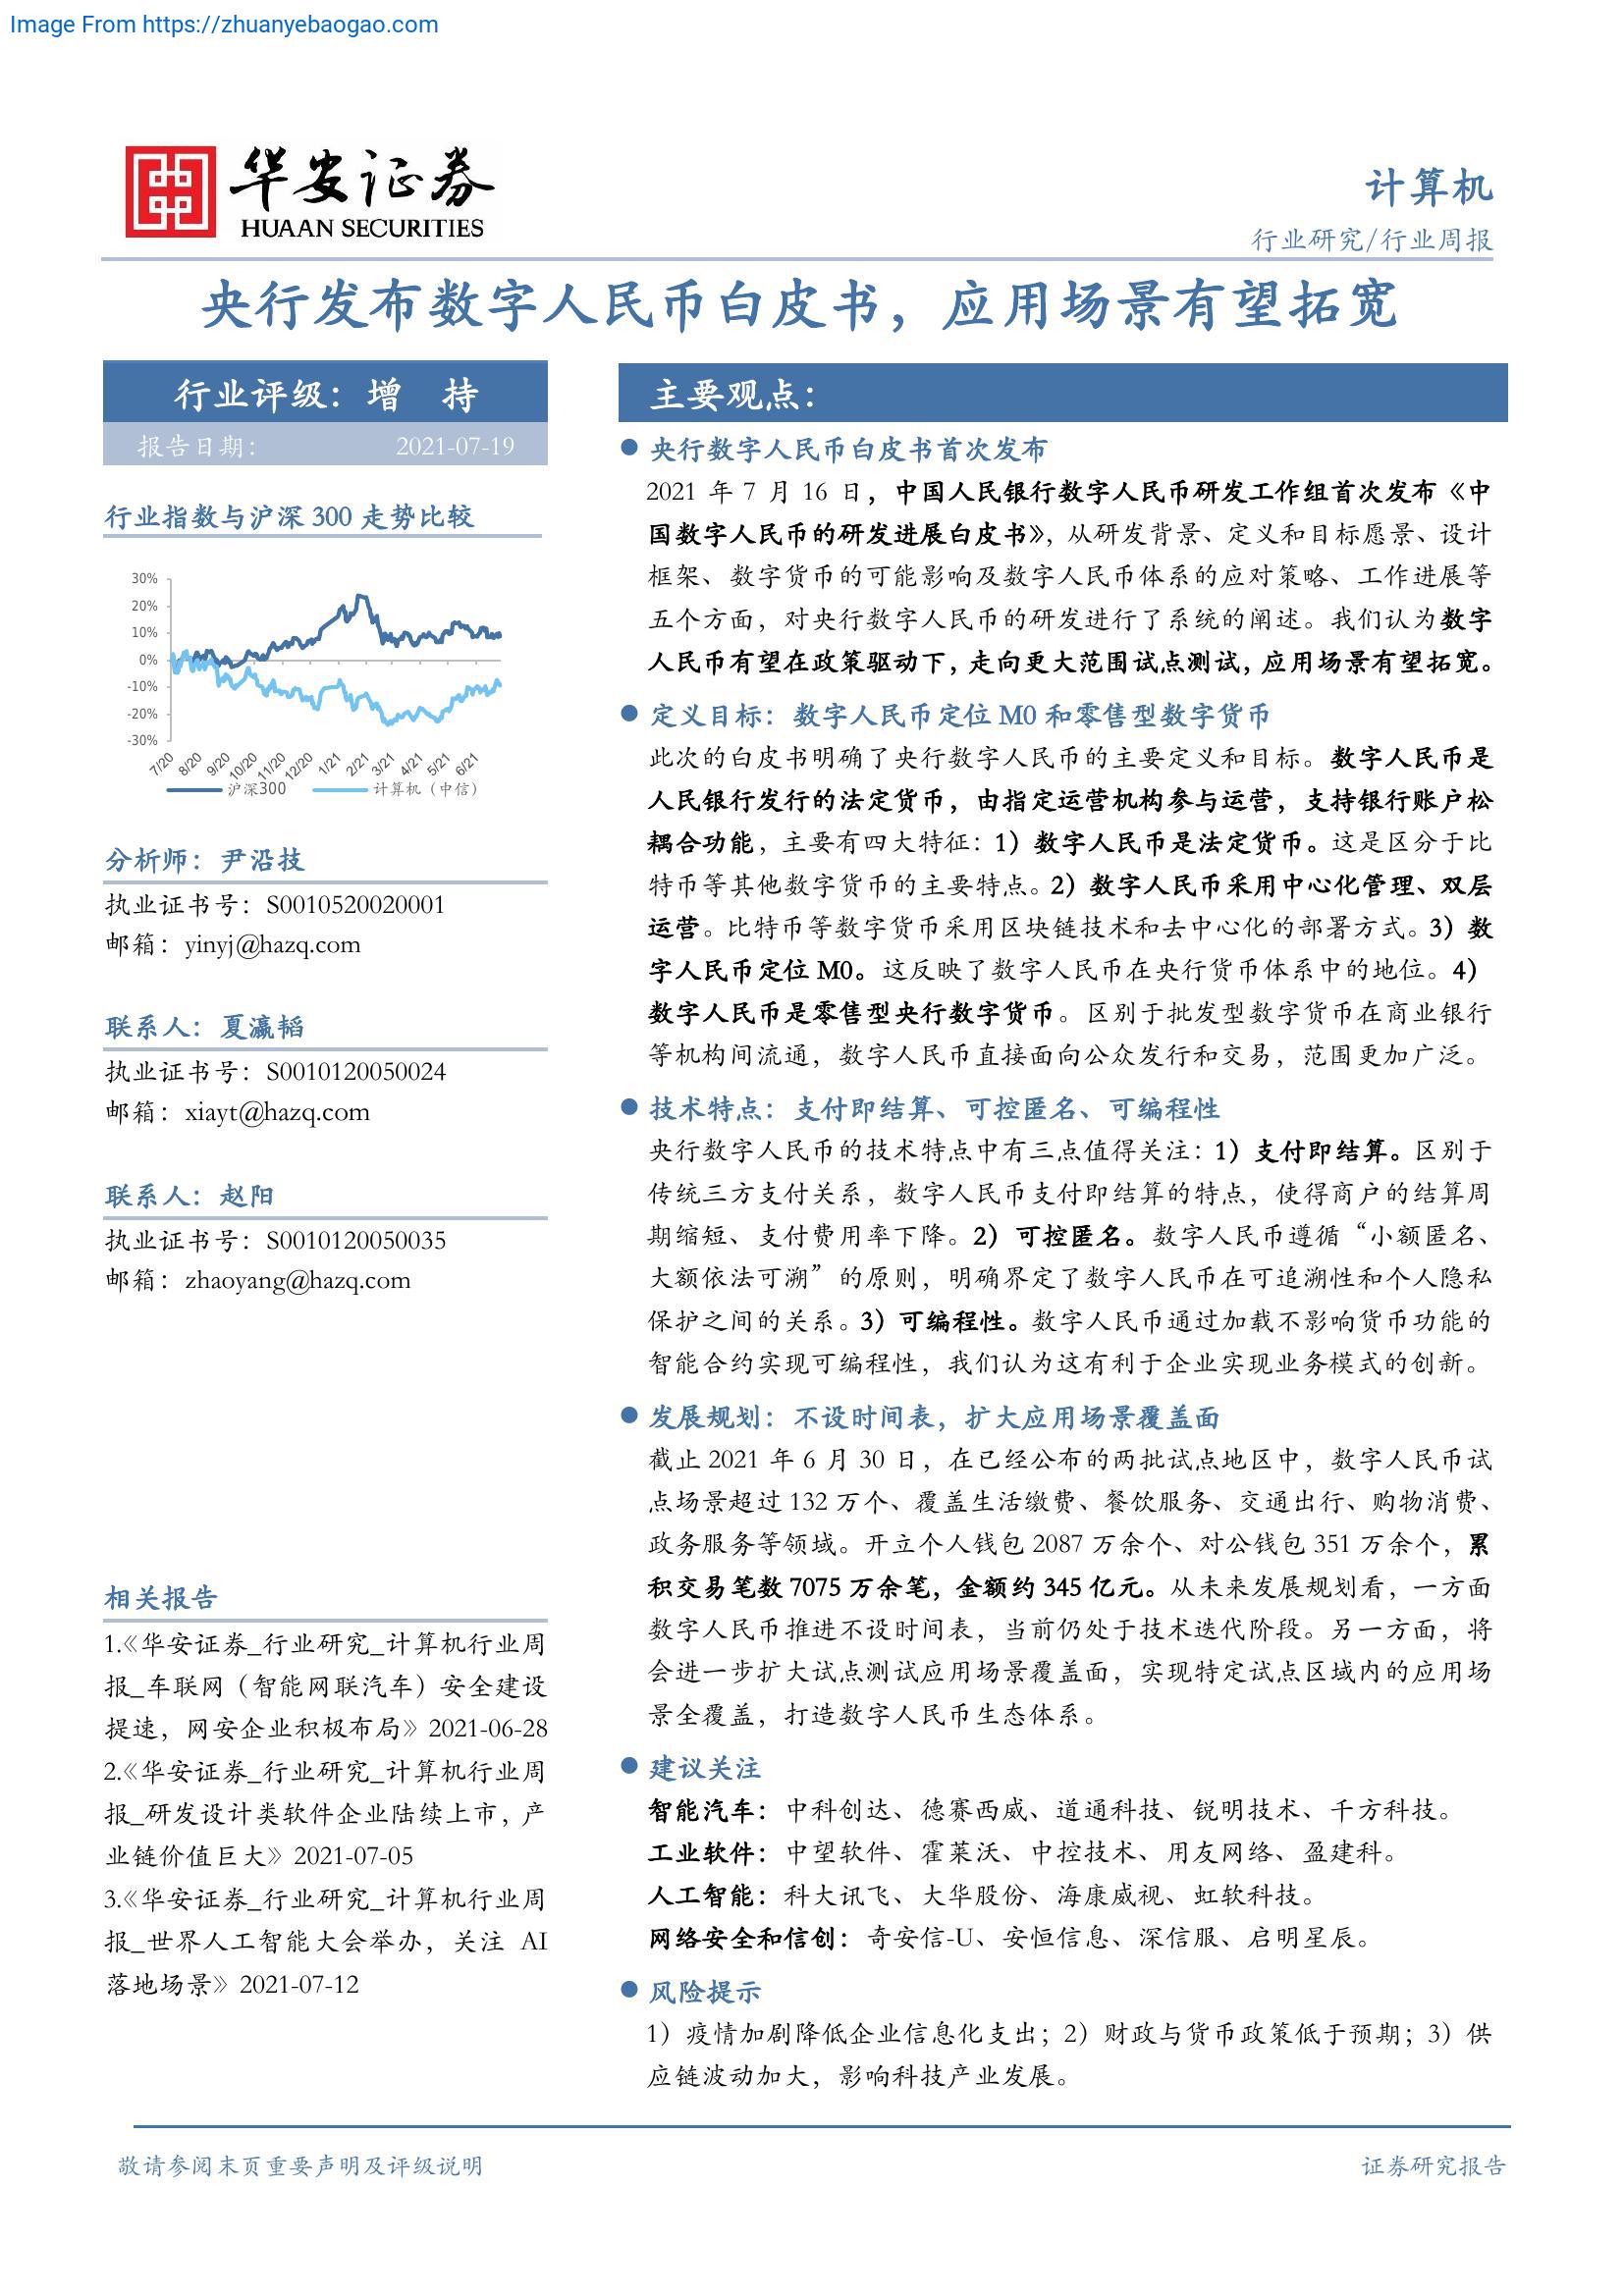 Image From https://zhuanyebaogao.com
华安证券
HUAAN SECURITIES
计算机
行业研究/行业周报
央行发布数字人民币白皮书，应用场景有望拓宽
行业评级：增 持
报告日期： 2021-07-19
行业指数与沪深 300 走势比较
30%
20%
10%
0%
-10%
-20%
-30%
7/20 8/20 9/20 10/20 11/20 12/20 1/21 2/21 3/21 4/21 5/21 6/21
沪深300 计算机（中信）
分析师：尹沿技
执业证书号：S0010520020001
邮箱：yinyj@hazq.com
联系人：夏瀛韬
执业证书号：S0010120050024
邮箱：xiayt@hazq.com
联系人：赵阳
执业证书号：S0010120050035
邮箱：zhaoyang@hazq.com
相关报告
1.《华安证券_行业研究_计算机行业周
报_车联网（智能网联汽车）安全建设
提速，网安企业积极布局》2021-06-28
2.《华安证券_行业研究_计算机行业周
报_研发设计类软件企业陆续上市，产
业链价值巨大》2021-07-05
3.《华安证券_行业研究_计算机行业周
报_世界人工智能大会举办，关注 AI
落地场景》2021-07-12
主要观点：
● 央行数字人民币白皮书首次发布
2021 年 7 月 16 日，中国人民银行数字人民币研发工作组首次发布《中
国数字人民币的研发进展白皮书》，从研发背景、定义和目标愿景、设计
框架、数字货币的可能影响及数字人民币体系的应对策略、工作进展等
五个方面，对央行数字人民币的研发进行了系统的阐述。我们认为数字
人民币有望在政策驱动下，走向更大范围试点测试，应用场景有望拓宽。
● 定义目标：数字人民币定位 M0 和零售型数字货币
此次的白皮书明确了央行数字人民币的主要定义和目标。数字人民币是
人民银行发行的法定货币，由指定运营机构参与运营，支持银行账户松
耦合功能，主要有四大特征：1）数字人民币是法定货币。这是区分于比
特币等其他数字货币的主要特点。2）数字人民币采用中心化管理、双层
运营。比特币等数字货币采用区块链技术和去中心化的部署方式。3）数
字人民币定位 M0。这反映了数字人民币在央行货币体系中的地位。4）
数字人民币是零售型央行数字货币。区别于批发型数字货币在商业银行
等机构间流通，数字人民币直接面向公众发行和交易，范围更加广泛。
● 技术特点：支付即结算、可控匿名、可编程性
央行数字人民币的技术特点中有三点值得关注：1）支付即结算。区别于
传统三方支付关系，数字人民币支付即结算的特点，使得商户的结算周
期缩短、支付费用率下降。2）可控匿名。数字人民币遵循“小额匿名、
大额依法可溯”的原则，明确界定了数字人民币在可追溯性和个人隐私
保护之间的关系。3）可编程性。数字人民币通过加载不影响货币功能的
智能合约实现可编程性，我们认为这有利于企业实现业务模式的创新。
● 发展规划：不设时间表，扩大应用场景覆盖面
截止 2021 年 6 月 30 日，在已经公布的两批试点地区中，数字人民币试
点场景超过 132 万个、覆盖生活缴费、餐饮服务、交通出行、购物消费、
政务服务等领域。开立个人钱包 2087 万余个、对公钱包 351 万余个，累
积交易笔数 7075 万余笔，金额约 345 亿元。从未来发展规划看，一方面
数字人民币推进不设时间表，当前仍处于技术迭代阶段。另一方面，将
会进一步扩大试点测试应用场景覆盖面，实现特定试点区域内的应用场
景全覆盖，打造数字人民币生态体系。
● 建议关注
智能汽车：中科创达、德赛西威、道通科技、锐明技术、千方科技。
工业软件：中望软件、霍莱沃、中控技术、用友网络、盈建科。
人工智能：科大讯飞、大华股份、海康威视、虹软科技。
网络安全和信创：奇安信-U、安恒信息、深信服、启明星辰。
● 风险提示
1）疫情加剧降低企业信息化支出；2）财政与货币政策低于预期；3）供
应链波动加大，影响科技产业发展。
敬请参阅末页重要声明及评级说明
证券研究报告